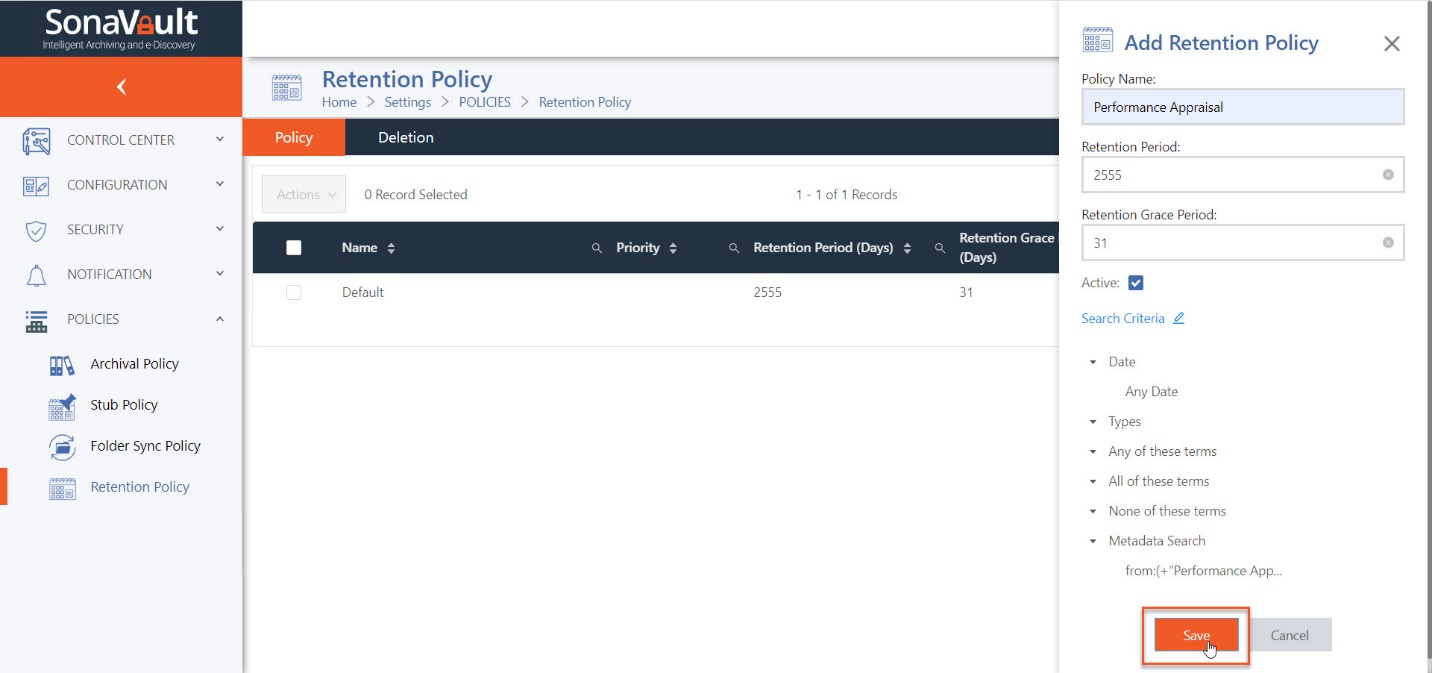 SonaVault
Intelligent Archiving and e-Discovery
CONTROL CENTER
CONFIGURATION
SECURITY
NOTIFICATION
POLICIES
Archival Policy
Stub Policy
Folder Sync Policy
Retention Policy
Retention Policy
Home > Settings > POLICIES > Retention Policy
Policy Deletion
Actions 0 Record Selected 1 - 1 of 1 Records
Name Priority Retention Period (Days) Retention Grace
(Days)
Default 2555 31
Add Retention Policy
Policy Name:
Performance Appraisal
Retention Period:
2555
Retention Grace Period:
31
Active:
Search Criteria
Date
Any Date
Types
Any of these terms
All of these terms
None of these terms
Metadata Search
from:(+"Performance App...
Save Cancel